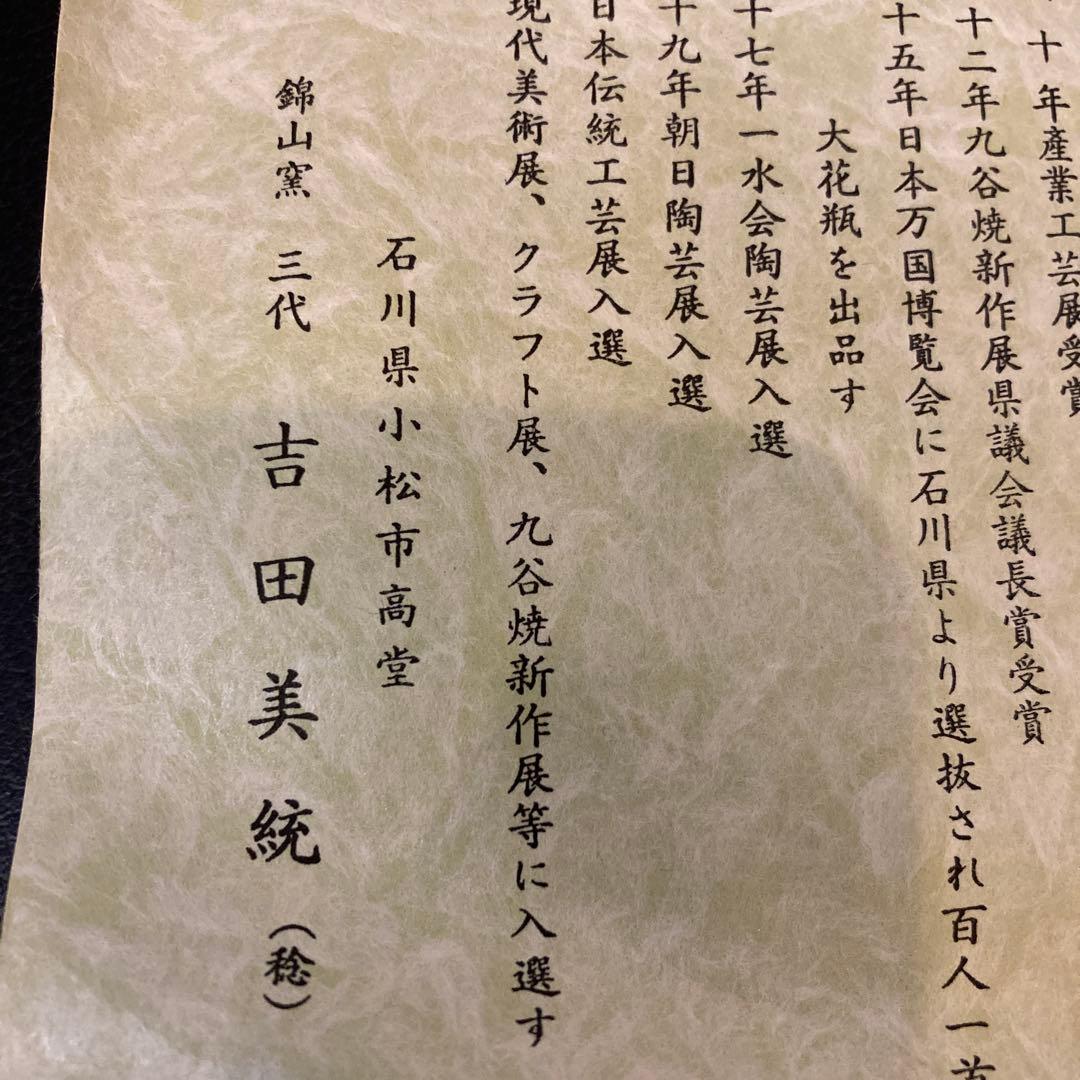 十年産業工芸展受賞
十二年九谷焼新作展県議会議長賞受賞
十五年日本万国博覧会に石川県より選抜され百人一首
大花瓶を出品す
十七年一水会陶芸展入選
十九年朝日陶芸展入選
日本伝統工芸展入選
現代美術展、クラフト展、九谷焼新作展等に入選す
石川県小松市高堂
錦山窯 三代 吉田美統（稔）